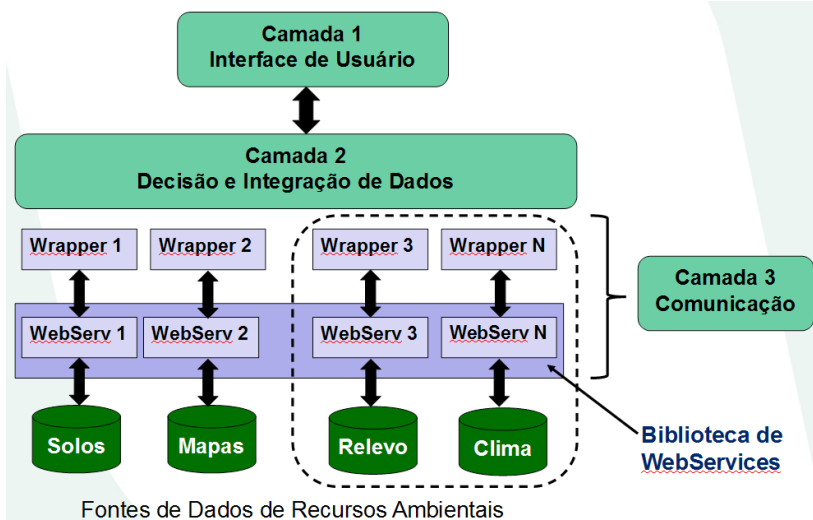 Camada 1
Interface de Usuário
Camada 2
Decisão e Integração de Dados
Wrapper 1
Wrapper 2
Wrapper 3
Wrapper N
Camada 3
Comunicação
WebServ 1
WebServ 2
WebServ 3
WebServ N
Solos
Mapas
Relevo
Clima
Biblioteca de
WebServices
Fontes de Dados de Recursos Ambientais